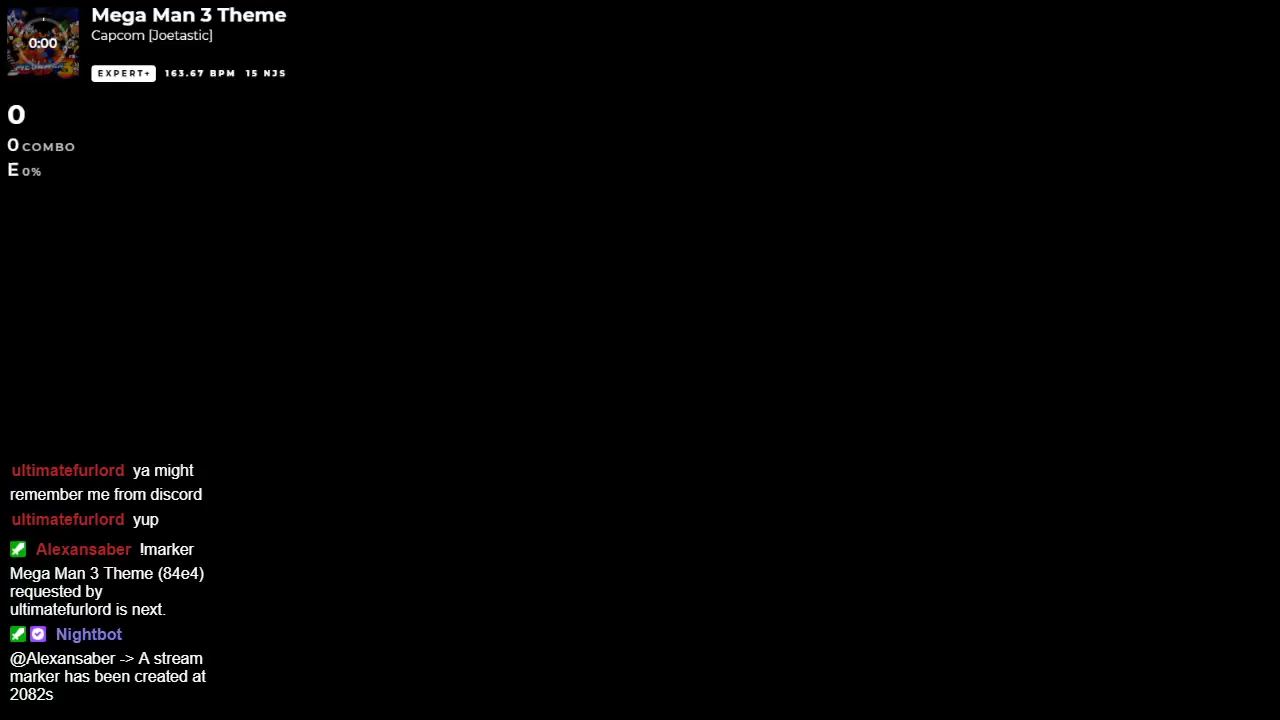 Mega Man 3 Theme
Capcom [Joetastic]
0:00
EXPERT+ 163.67 BPM 15 NJS
0
0 COMBO
E 0%
ultimatefurlord ya might
remember me from discord
ultimatefurlord yup
Alexansaber !marker
Mega Man 3 Theme (84e4)
requested by
ultimatefurlord is next.
Nightbot
@Alexansaber -> A stream
marker has been created at
2082s